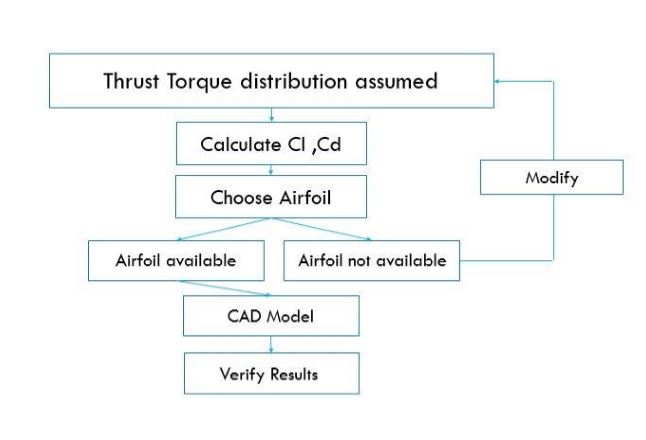 Thrust Torque distribution assumed
Calculate Cl ,Cd
Modify
Choose Airfoil
Airfoil available
Airfoil not available
CAD Model
Verify Results